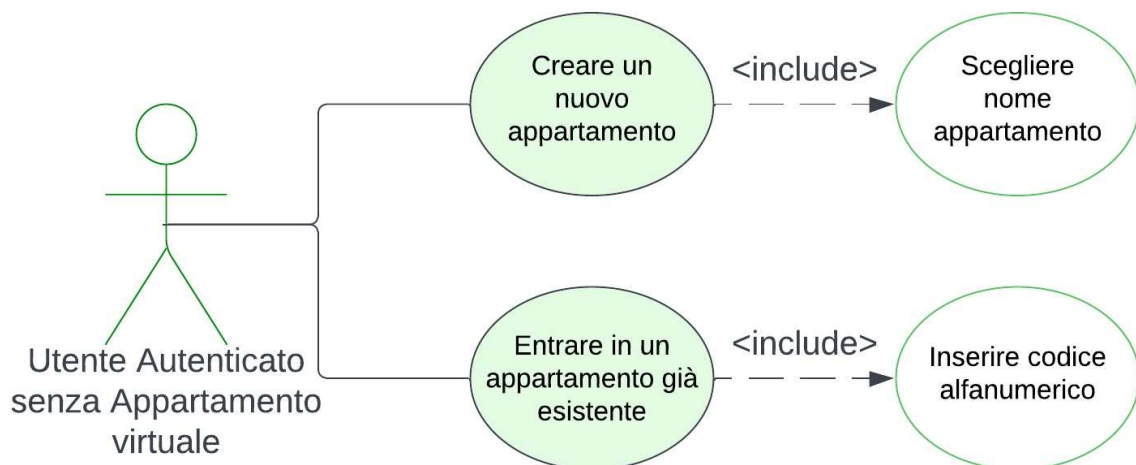 Creare un
nuovo
appartamento
<include>
Scegliere
nome
appartamento
Utente Autenticato
senza Appartamento
virtuale
Entrare in un
appartamento già
esistente
<include>
Inserire codice
alfanumerico